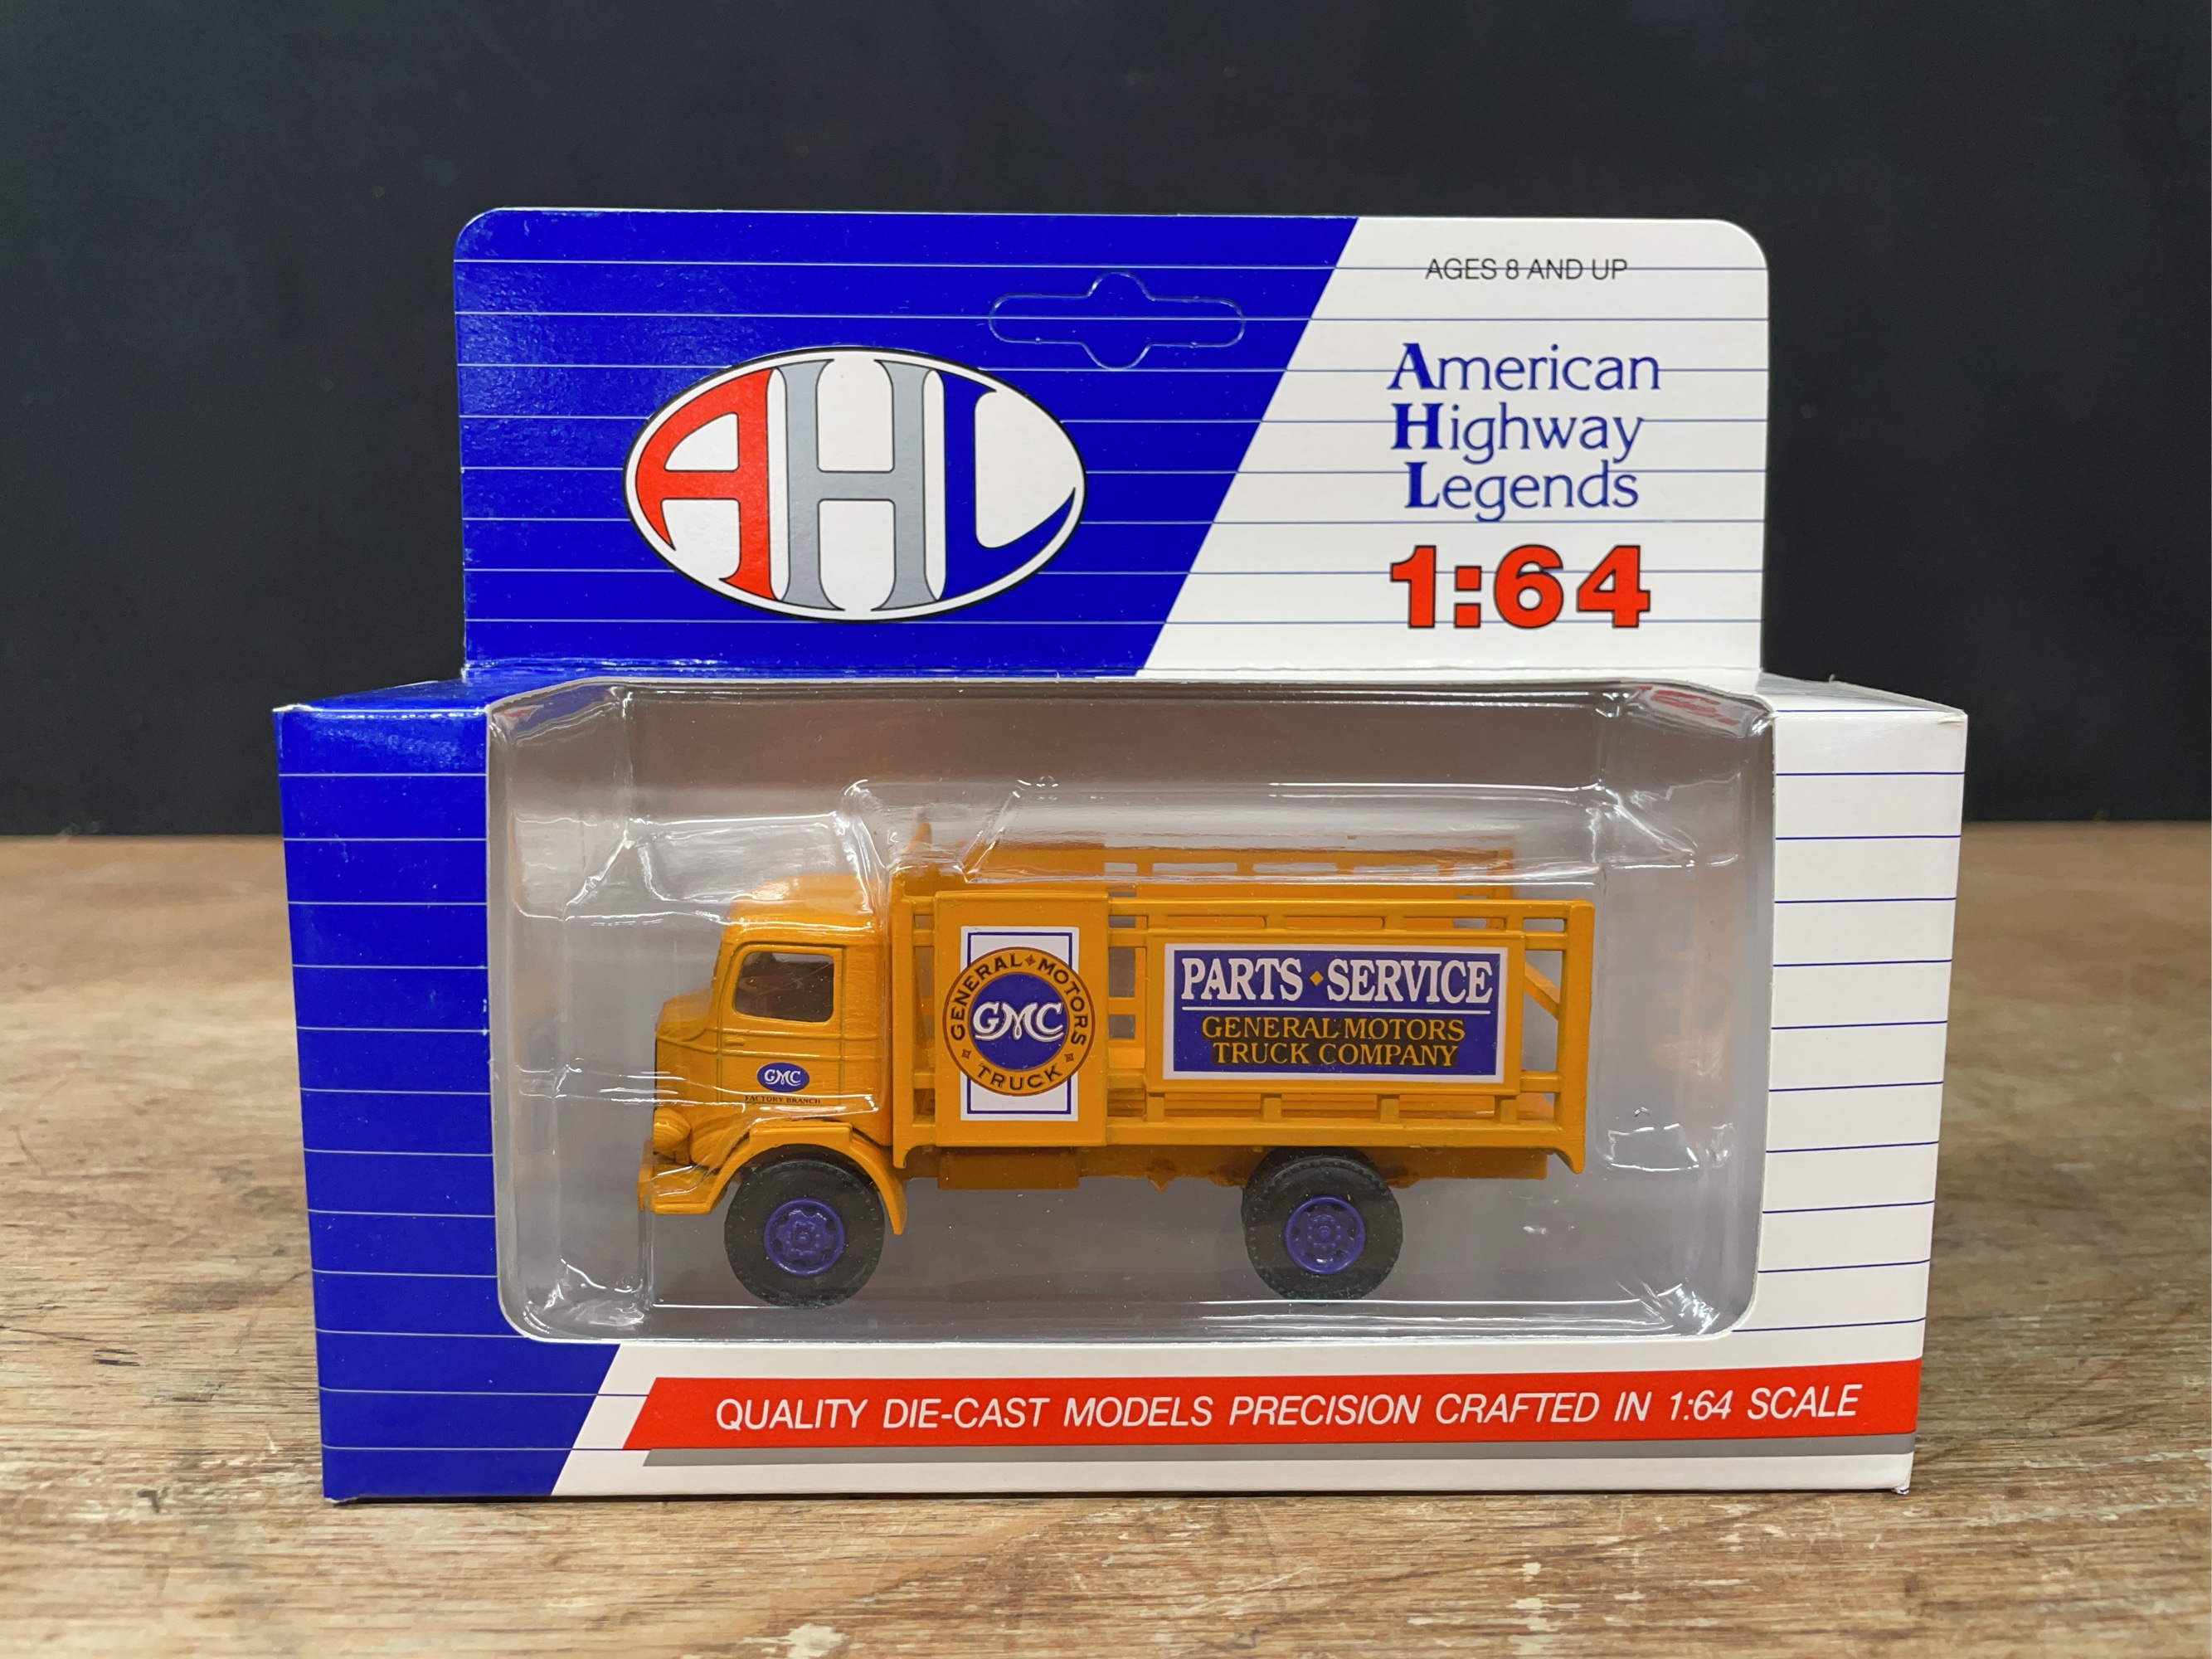 AGES 8 AND UP
AHL
American
Highway
Legends
1:64
GENERAL MOTORS
GMC
TRUCK
PARTS SERVICE
GENERAL MOTORS
TRUCK COMPANY
GMC
FACTORY BRANCH
QUALITY DIE-CAST MODELS PRECISION CRAFTED IN 1:64 SCALE